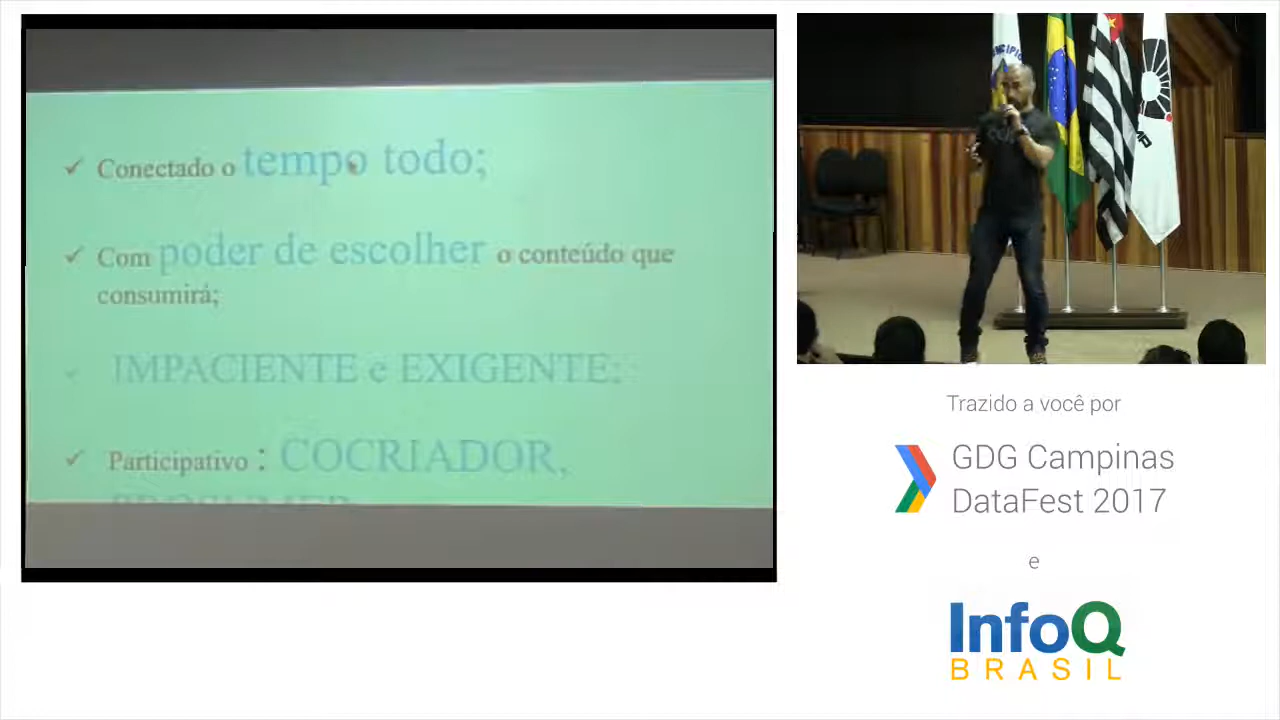 ✓ Conectado o tempo todo;
✓ Com poder de escolher o conteúdo que
consumirá;
✓ IMPACIENTE e EXIGENTE;
✓ Participativo : COCRIADOR,
Trazido a você por
GDG Campinas
DataFest 2017
e
InfoQ
BRASIL